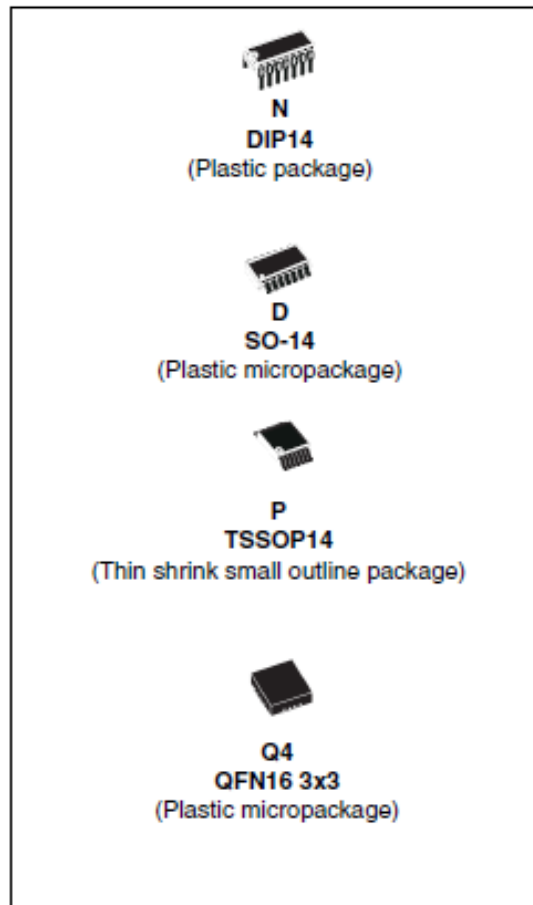 N
DIP14
(Plastic package)
D
SO-14
(Plastic micropackage)
P
TSSOP14
(Thin shrink small outline package)
Q4
QFN16 3x3
(Plastic micropackage)